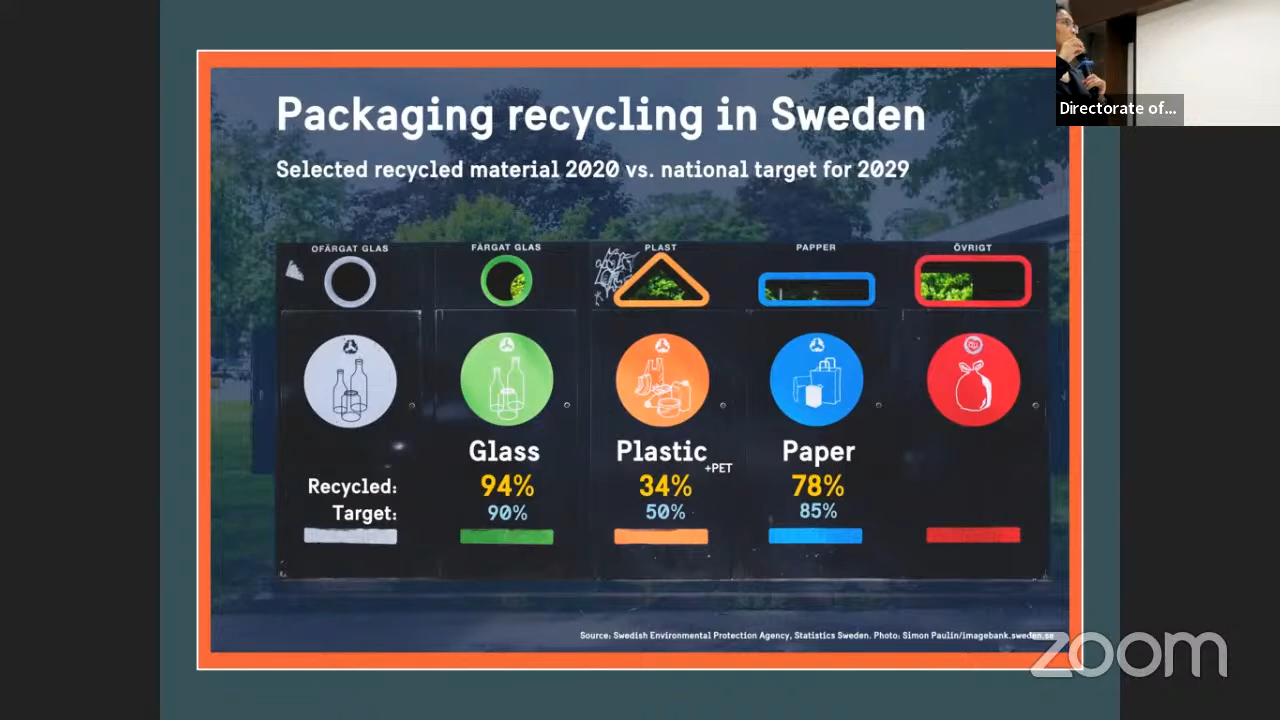 Packaging recycling in Sweden
Selected recycled material 2020 vs. national target for 2029
OFÄRGAT GLAS
FÄRGAT GLAS
PLAST
PAPPER
ÖVRIGT
Glass
Plastic
+PET
Paper
Recycled: 94% 34% 78%
Target: 90% 50% 85%
Source: Swedish Environmental Protection Agency, Statistics Sweden. Photo: Simon Paulin/imagebank.sweden.se
Directorate of...
zoom